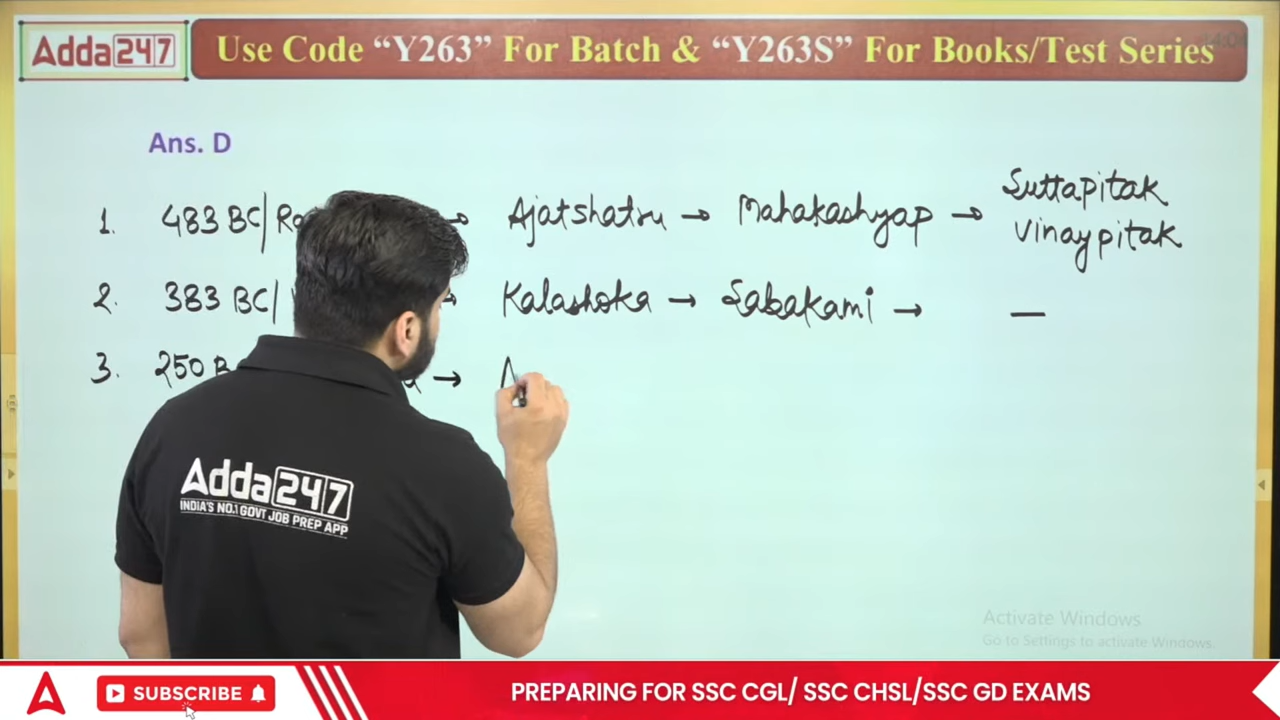 Adda247
Use Code “Y263” For Batch & “Y263S” For Books/Test Series
Ans. D
1. 483 BC/ → Ajatshatru → Mahakashyap → Suttapitak
Vinaypitak
2. 383 BC/ → Kalashoka → Sabakami → —
3. 250 → A
Adda247
INDIA'S NO.1 GOVT JOB PREP APP
Activate Windows
Go to Settings to activate Windows.
SUBSCRIBE
PREPARING FOR SSC CGL/ SSC CHSL/SSC GD EXAMS